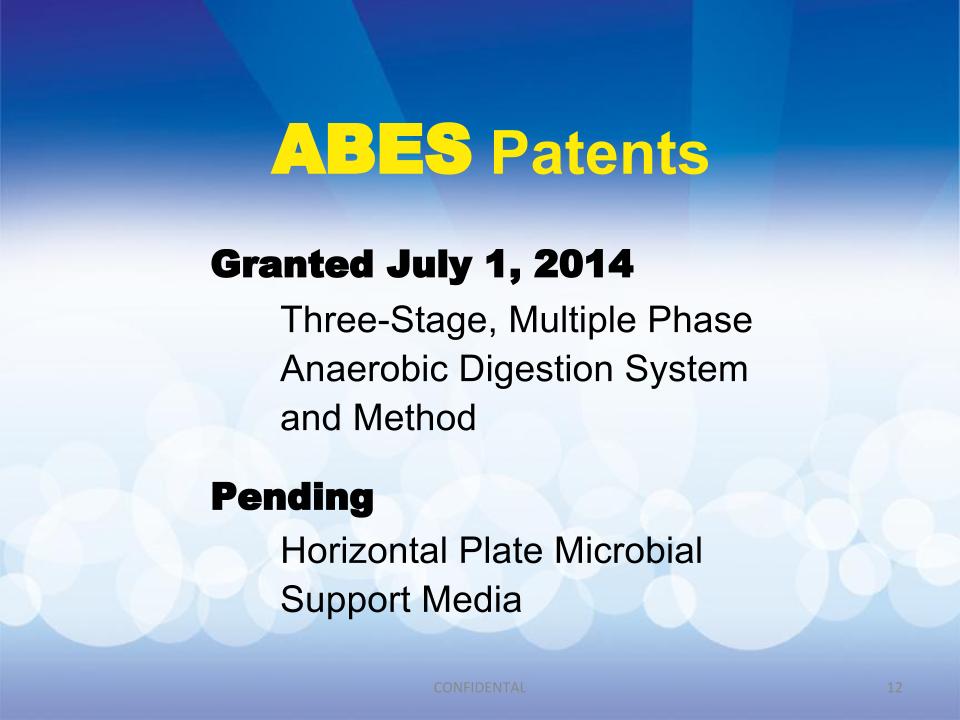 ABES Patents
Granted July 1, 2014
Three-Stage, Multiple Phase
Anaerobic Digestion System
and Method
Pending
Horizontal Plate Microbial
Support Media
CONFIDENTAL
12